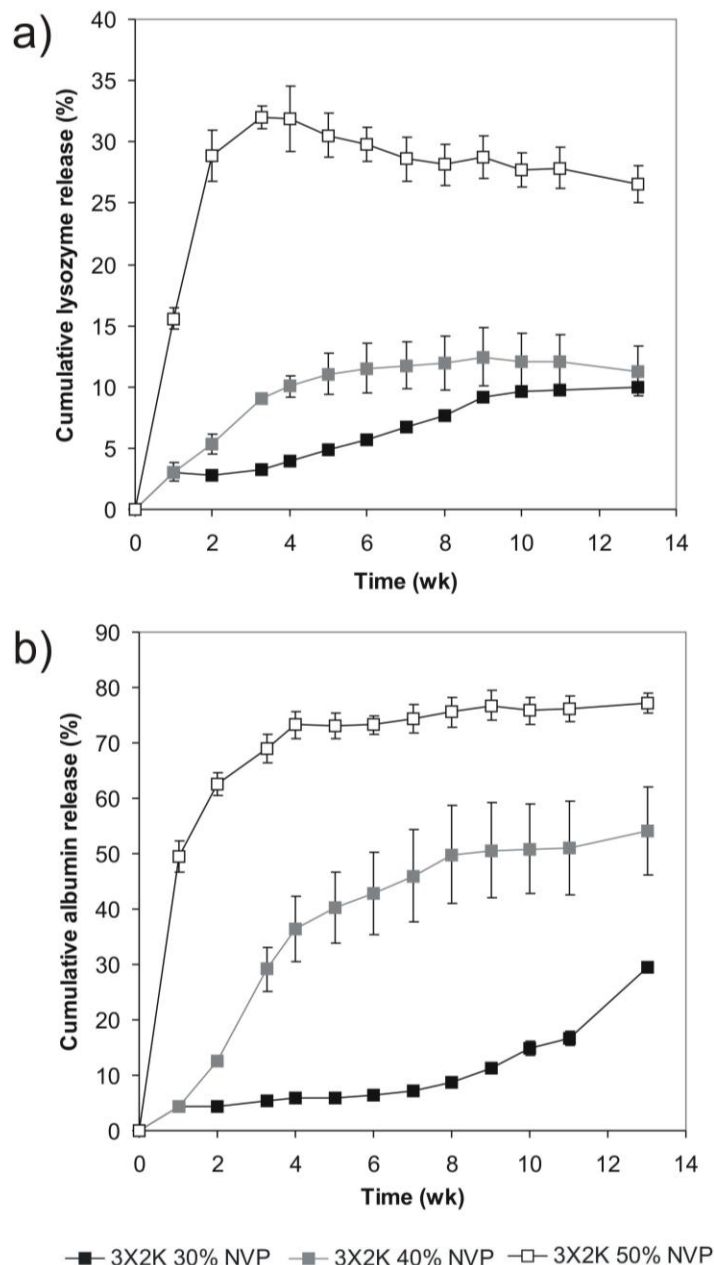 a)
Cumulative lysozyme release (%)
40
35
30
25
20
15
10
5
0
0 2 4 6 8 10 12 14
Time (wk)
b)
Cumulative albumin release (%)
90
80
70
60
50
40
30
20
10
0
0 2 4 6 8 10 12 14
Time (wk)
3X2K 30% NVP 3X2K 40% NVP 3X2K 50% NVP